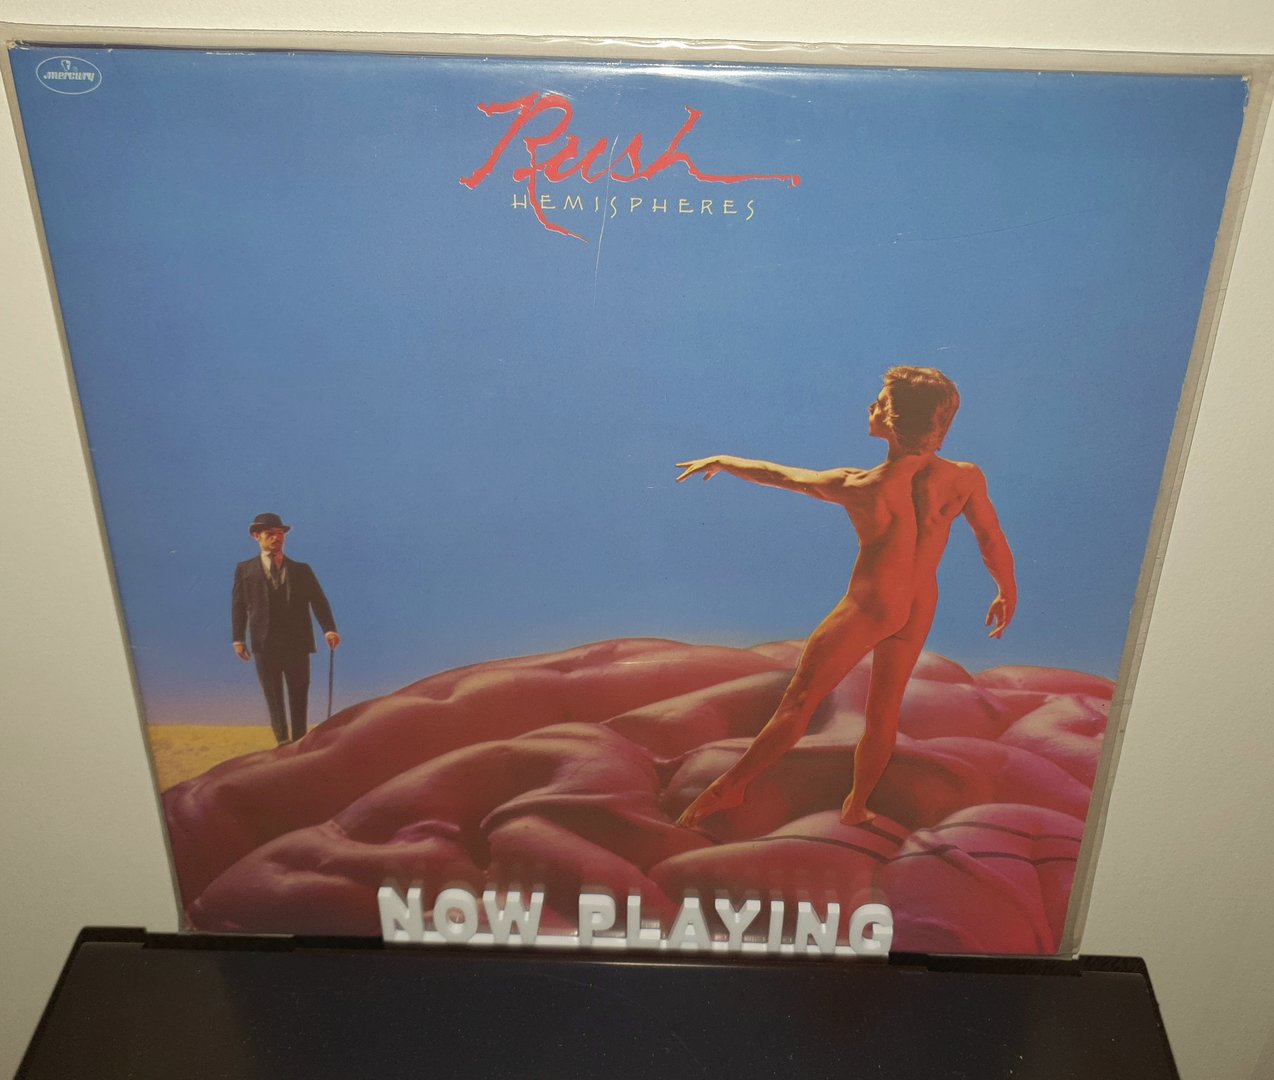 mercury
Rush
HEMISPHERES
NOW PLAYING